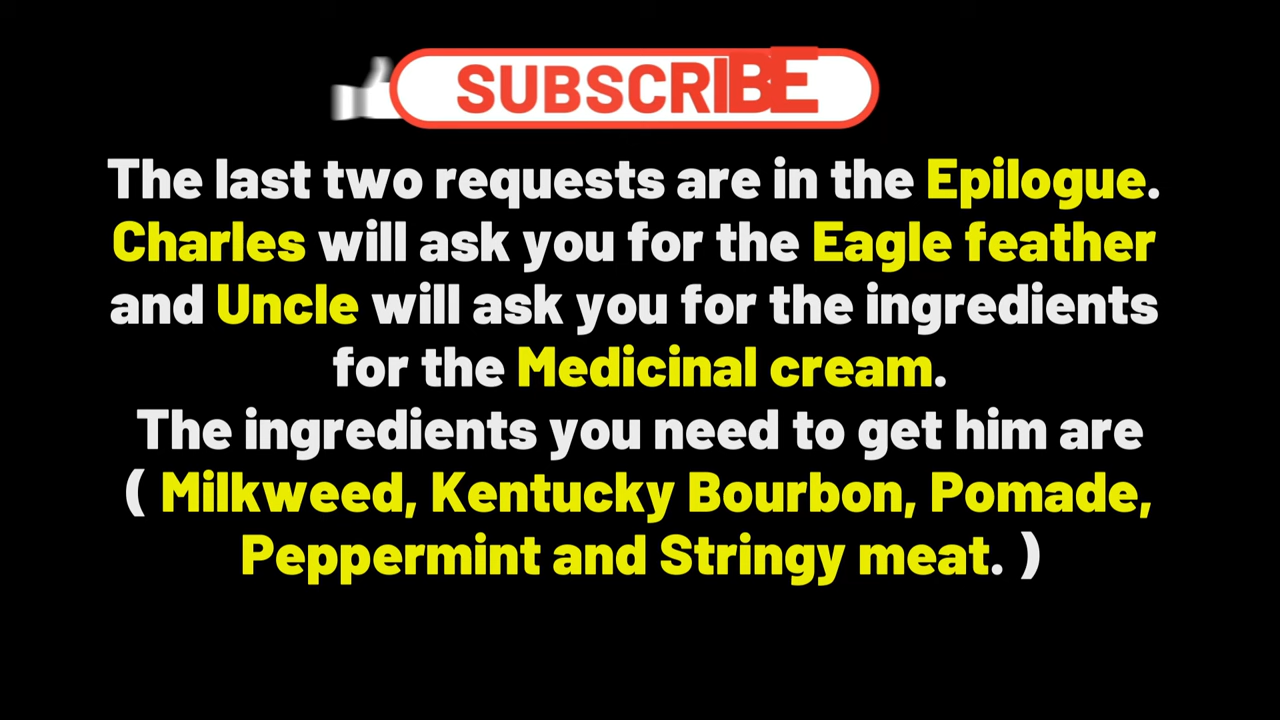 SUBSCRIBE
The last two requests are in the Epilogue.
Charles will ask you for the Eagle feather
and Uncle will ask you for the ingredients
for the Medicinal cream.
The ingredients you need to get him are
( Milkweed, Kentucky Bourbon, Pomade,
Peppermint and Stringy meat. )